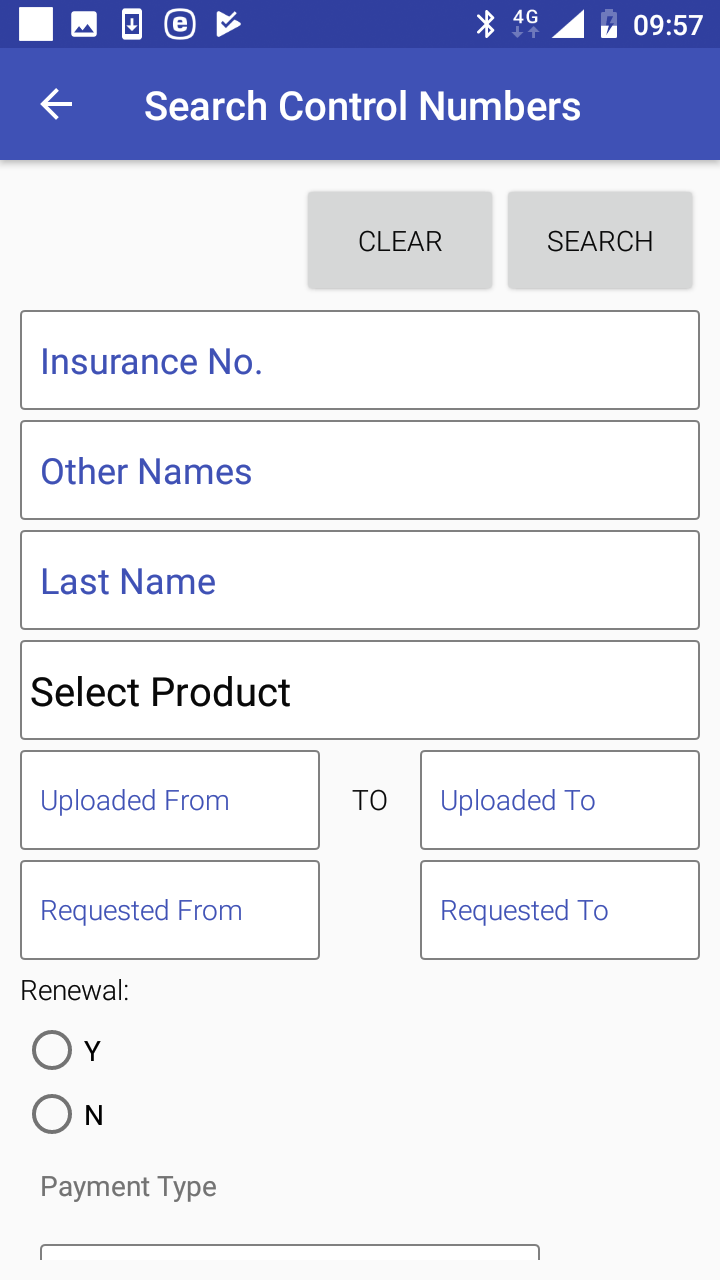 4G 09:57
Search Control Numbers
CLEAR SEARCH
Insurance No.
Other Names
Last Name
Select Product
Uploaded From TO Uploaded To
Requested From Requested To
Renewal:
Y
N
Payment Type